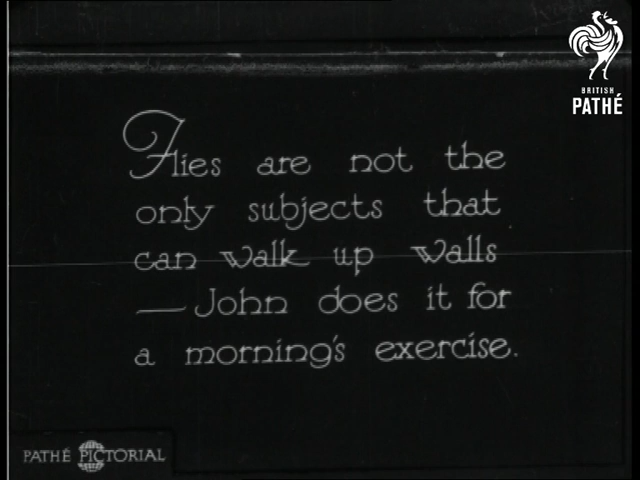 BRITISH
PATHÉ
Flies are not the
only subjects that
can walk up walls
— John does it for
a morning's exercise.
PATHÉ PICTORIAL